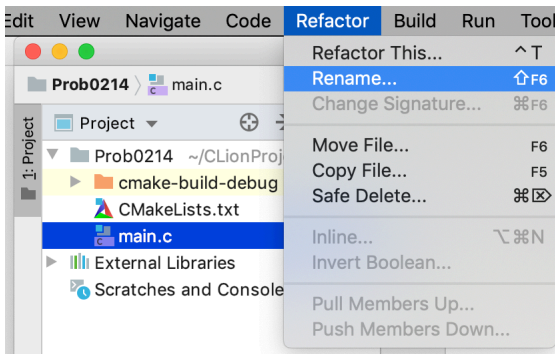 Edit View Navigate Code Refactor Build Run Tool
Prob0214 main.c
Refactor This... ^T
Rename... ⇧F6
Change Signature... ⌘F6
Move File... F6
Copy File... F5
Safe Delete... ⌘⌦
Inline... ⌥⌘N
Invert Boolean...
Pull Members Up...
Push Members Down...
1: Project
Project
Prob0214 ~/CLionProj
cmake-build-debug
CMakeLists.txt
main.c
External Libraries
Scratches and Console